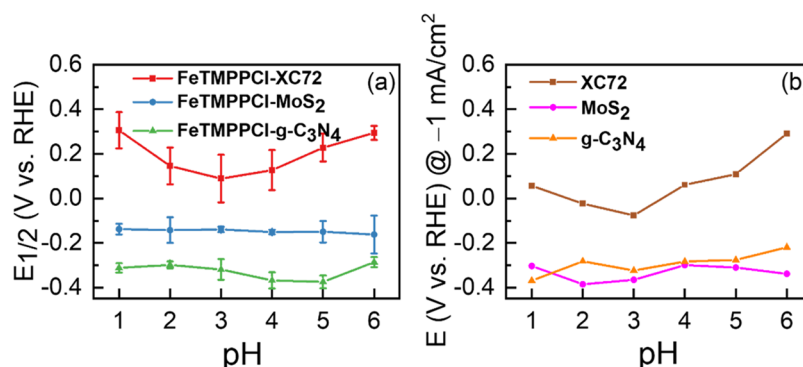 0.6
0.4
0.2
0.0
-0.2
-0.4
E1/2 (V vs. RHE)
FeTMPPCl-XC72
FeTMPPCl-MoS2
FeTMPPCl-g-C3N4
(a)
1 2 3 4 5 6
pH
0.6
0.4
0.2
0.0
-0.2
-0.4
E (V vs. RHE) @ −1 mA/cm²
XC72
MoS2
g-C3N4
(b)
1 2 3 4 5 6
pH